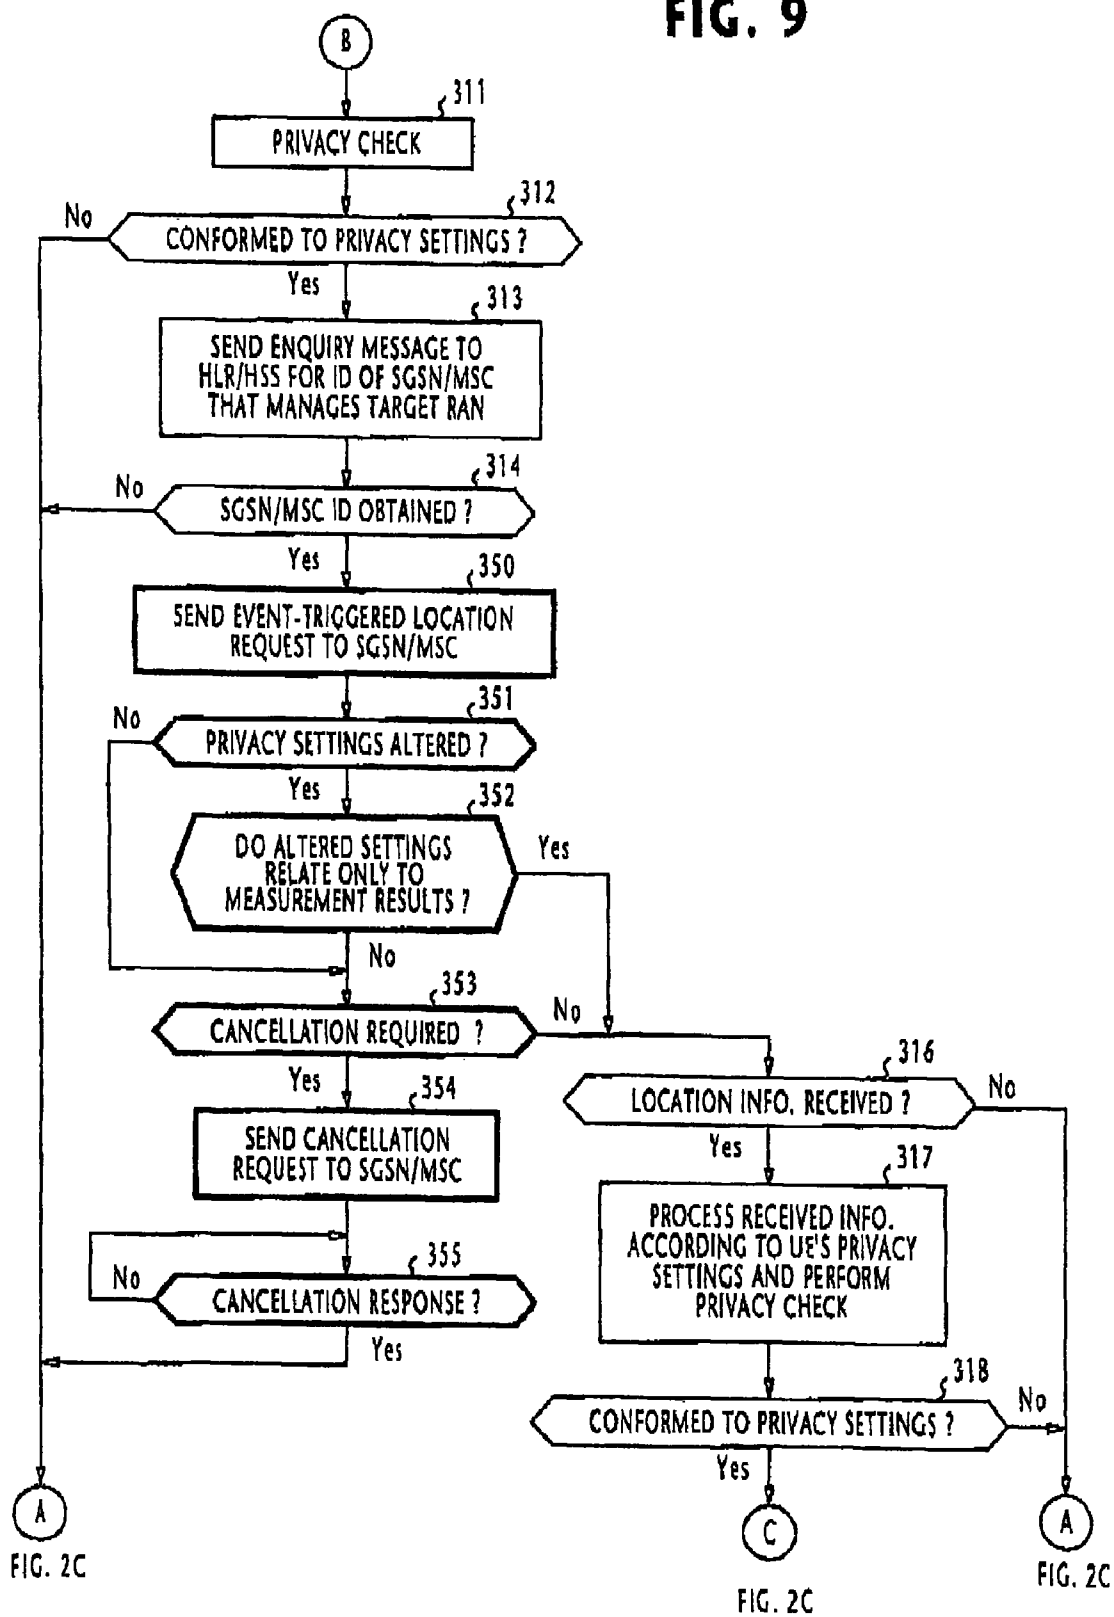 FIG. 9
B
311
PRIVACY CHECK
312
No
CONFORMED TO PRIVACY SETTINGS ?
Yes
313
SEND ENQUIRY MESSAGE TO
HLR/HSS FOR ID OF SGSN/MSC
THAT MANAGES TARGET RAN
314
No
SGSN/MSC ID OBTAINED ?
Yes
350
SEND EVENT-TRIGGERED LOCATION
REQUEST TO SGSN/MSC
351
No
PRIVACY SETTINGS ALTERED ?
Yes
352
DO ALTERED SETTINGS
RELATE ONLY TO
MEASUREMENT RESULTS ?
Yes
No
353
CANCELLATION REQUIRED ?
No
Yes
354
SEND CANCELLATION
REQUEST TO SGSN/MSC
355
No
CANCELLATION RESPONSE ?
Yes
316
LOCATION INFO. RECEIVED ?
No
Yes
317
PROCESS RECEIVED INFO.
ACCORDING TO UE'S PRIVACY
SETTINGS AND PERFORM
PRIVACY CHECK
318
CONFORMED TO PRIVACY SETTINGS ?
No
Yes
A
FIG. 2C
C
FIG. 2C
A
FIG. 2C